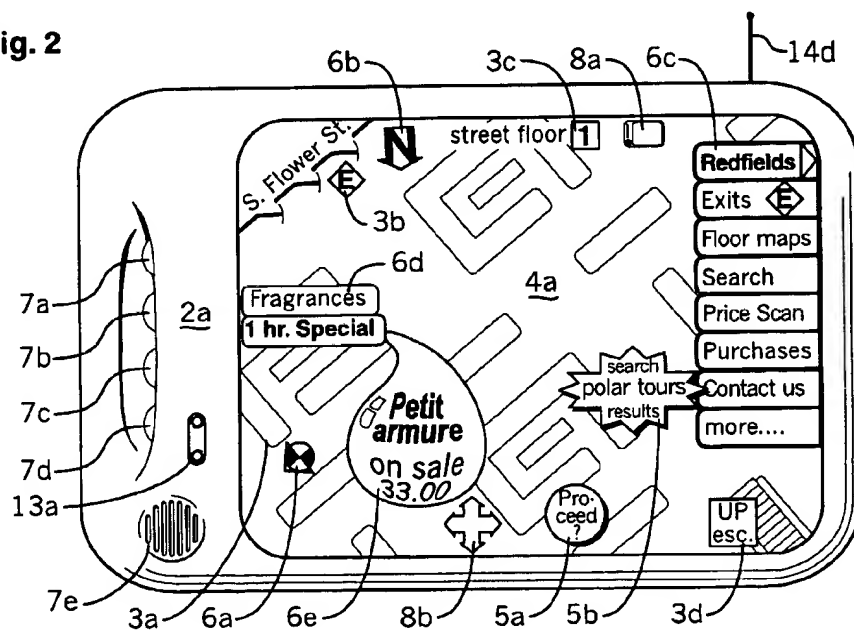 ig. 2
6b
3c
8a
6c
14d
S. Flower St.
N
street floor 1
E
3b
Redfields
Exits E
Floor maps
Search
Price Scan
Purchases
Contact us
more....
6d
4a
7a
2a
Fragrances
1 hr. Special
7b
7c
7d
13a
search
polar tours
results
Petit
armure
on sale
33.00
Pro-
ceed
?
UP
esc.
7e
3a
6a
6e
8b
5a
5b
3d